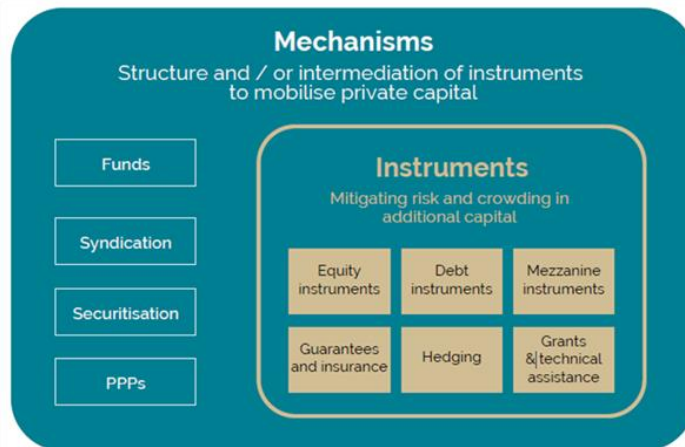 Mechanisms
Structure and / or intermediation of instruments
to mobilise private capital
Funds
Syndication
Securitisation
PPPs
Instruments
Mitigating risk and crowding in
additional capital
Equity
instruments
Debt
instruments
Mezzanine
instruments
Guarantees
and insurance
Hedging
Grants
& technical
assistance